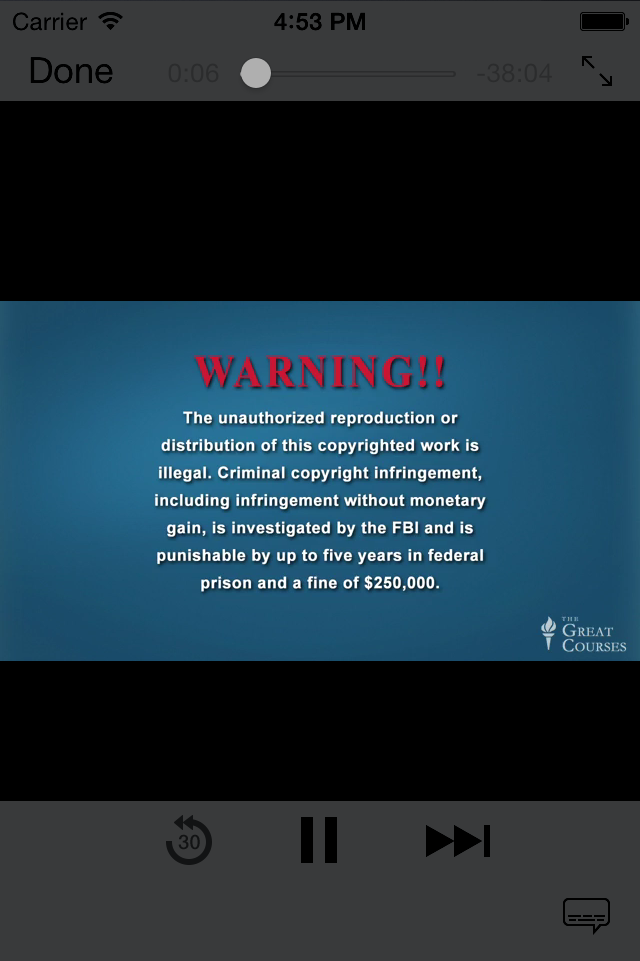 Carrier 4:53 PM
Done 0:06 -38:04
WARNING!!
The unauthorized reproduction or
distribution of this copyrighted work is
illegal. Criminal copyright infringement,
including infringement without monetary
gain, is investigated by the FBI and is
punishable by up to five years in federal
prison and a fine of $250,000.
THE
GREAT
COURSES
30